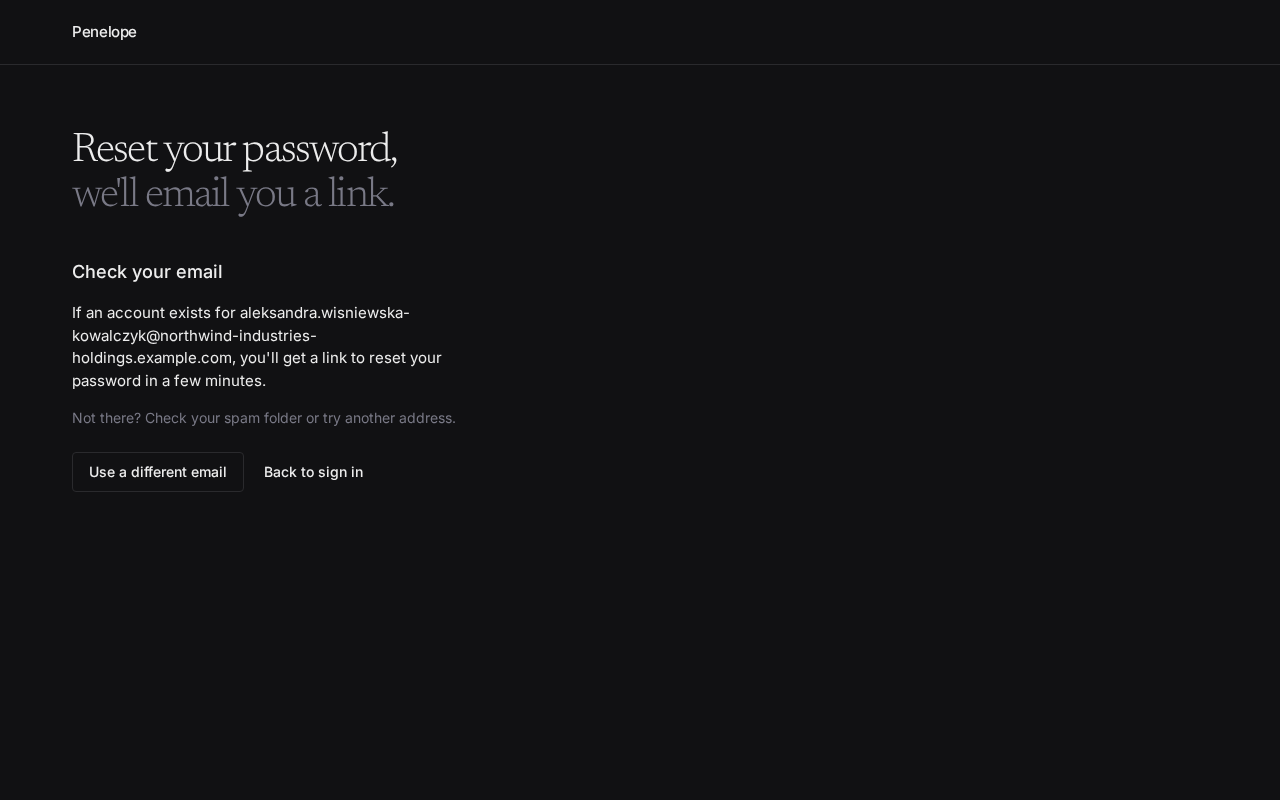 Penelope
Reset your password,
we'll email you a link.
Check your email
If an account exists for aleksandra.wisniewska-
kowalczyk@northwind-industries-
holdings.example.com, you'll get a link to reset your
password in a few minutes.
Not there? Check your spam folder or try another address.
Use a different email
Back to sign in